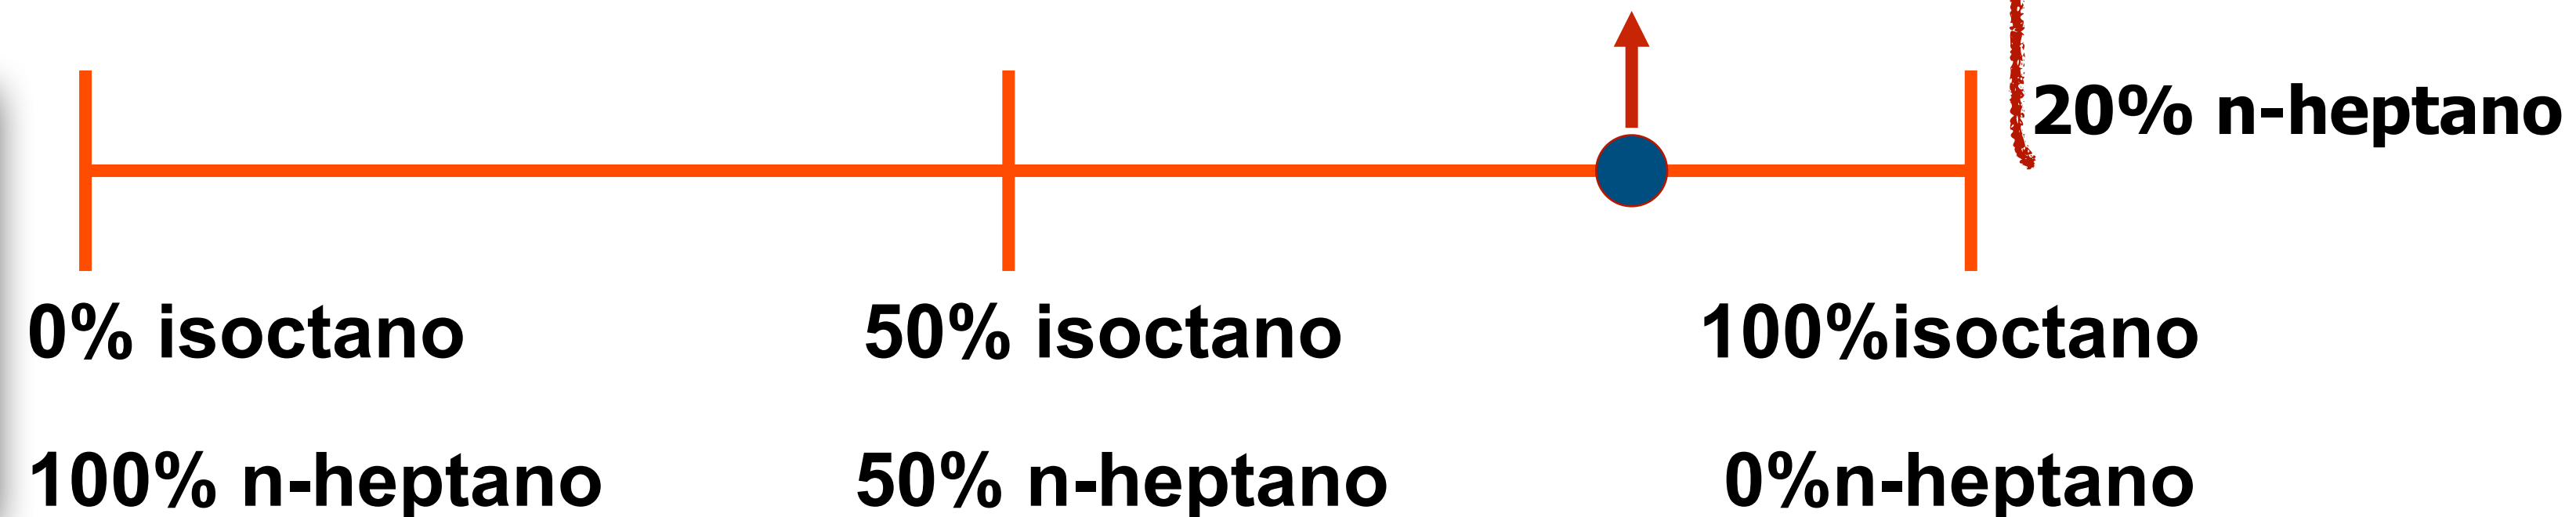 20% n-heptano
0% isoctano 50% isoctano 100%isoctano
100% n-heptano 50% n-heptano 0%n-heptano